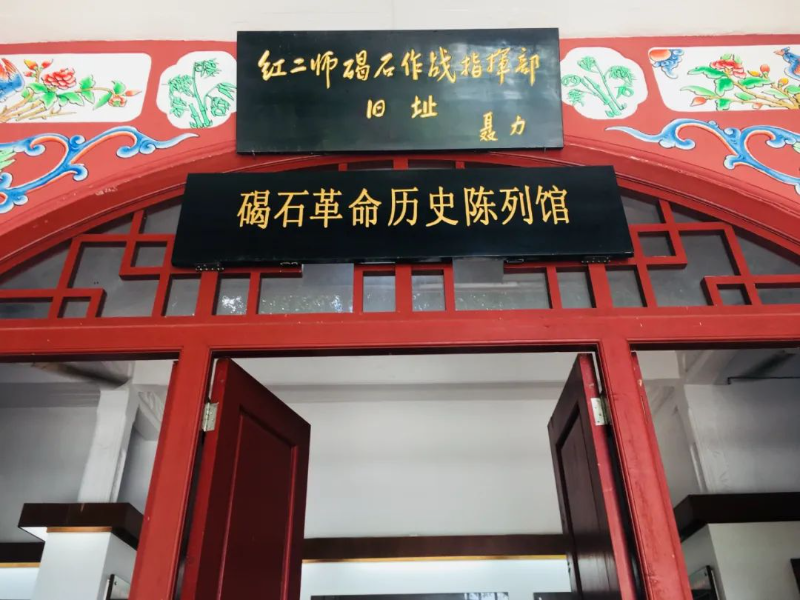 红二师碣石作战指挥部
旧址
聂力
碣石革命历史陈列馆